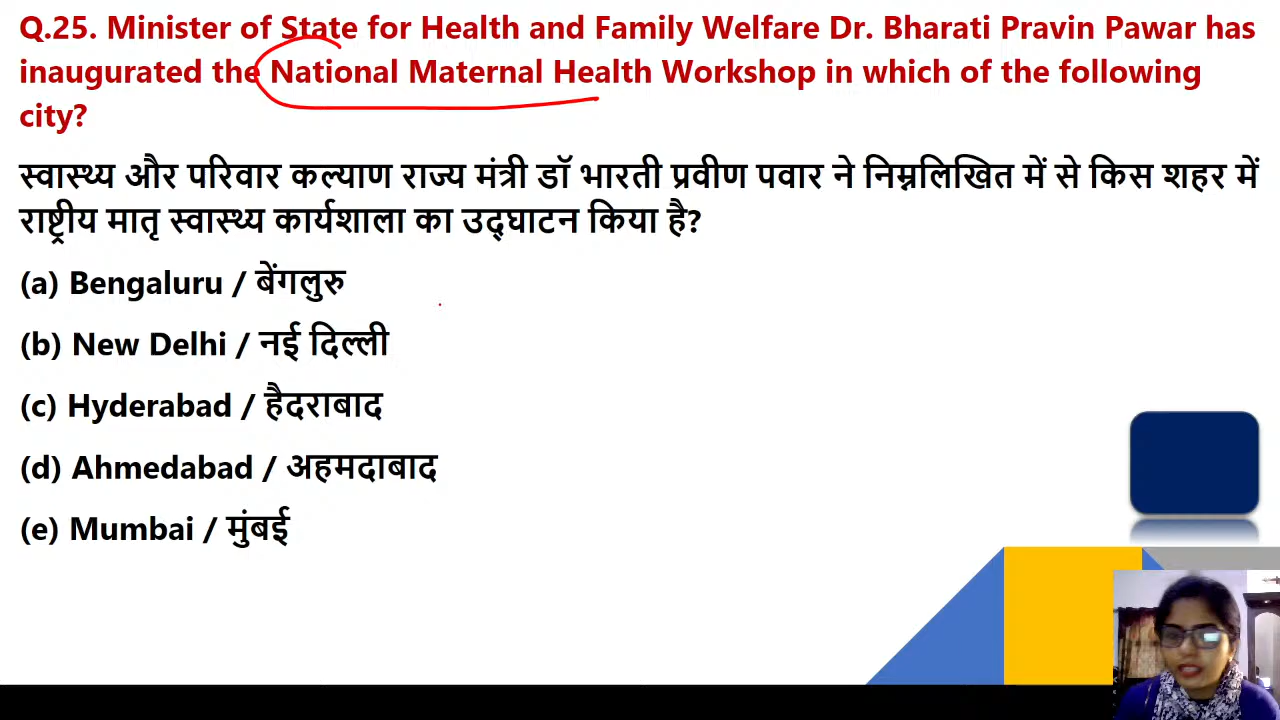 Q.25. Minister of State for Health and Family Welfare Dr. Bharati Pravin Pawar has
inaugurated the National Maternal Health Workshop in which of the following
city?
स्वास्थ्य और परिवार कल्याण राज्य मंत्री डॉ भारती प्रवीण पवार ने निम्नलिखित में से किस शहर में
राष्ट्रीय मातृ स्वास्थ्य कार्यशाला का उद्घाटन किया है?
(a) Bengaluru / बेंगलुरु
(b) New Delhi / नई दिल्ली
(c) Hyderabad / हैदराबाद
(d) Ahmedabad / अहमदाबाद
(e) Mumbai / मुंबई